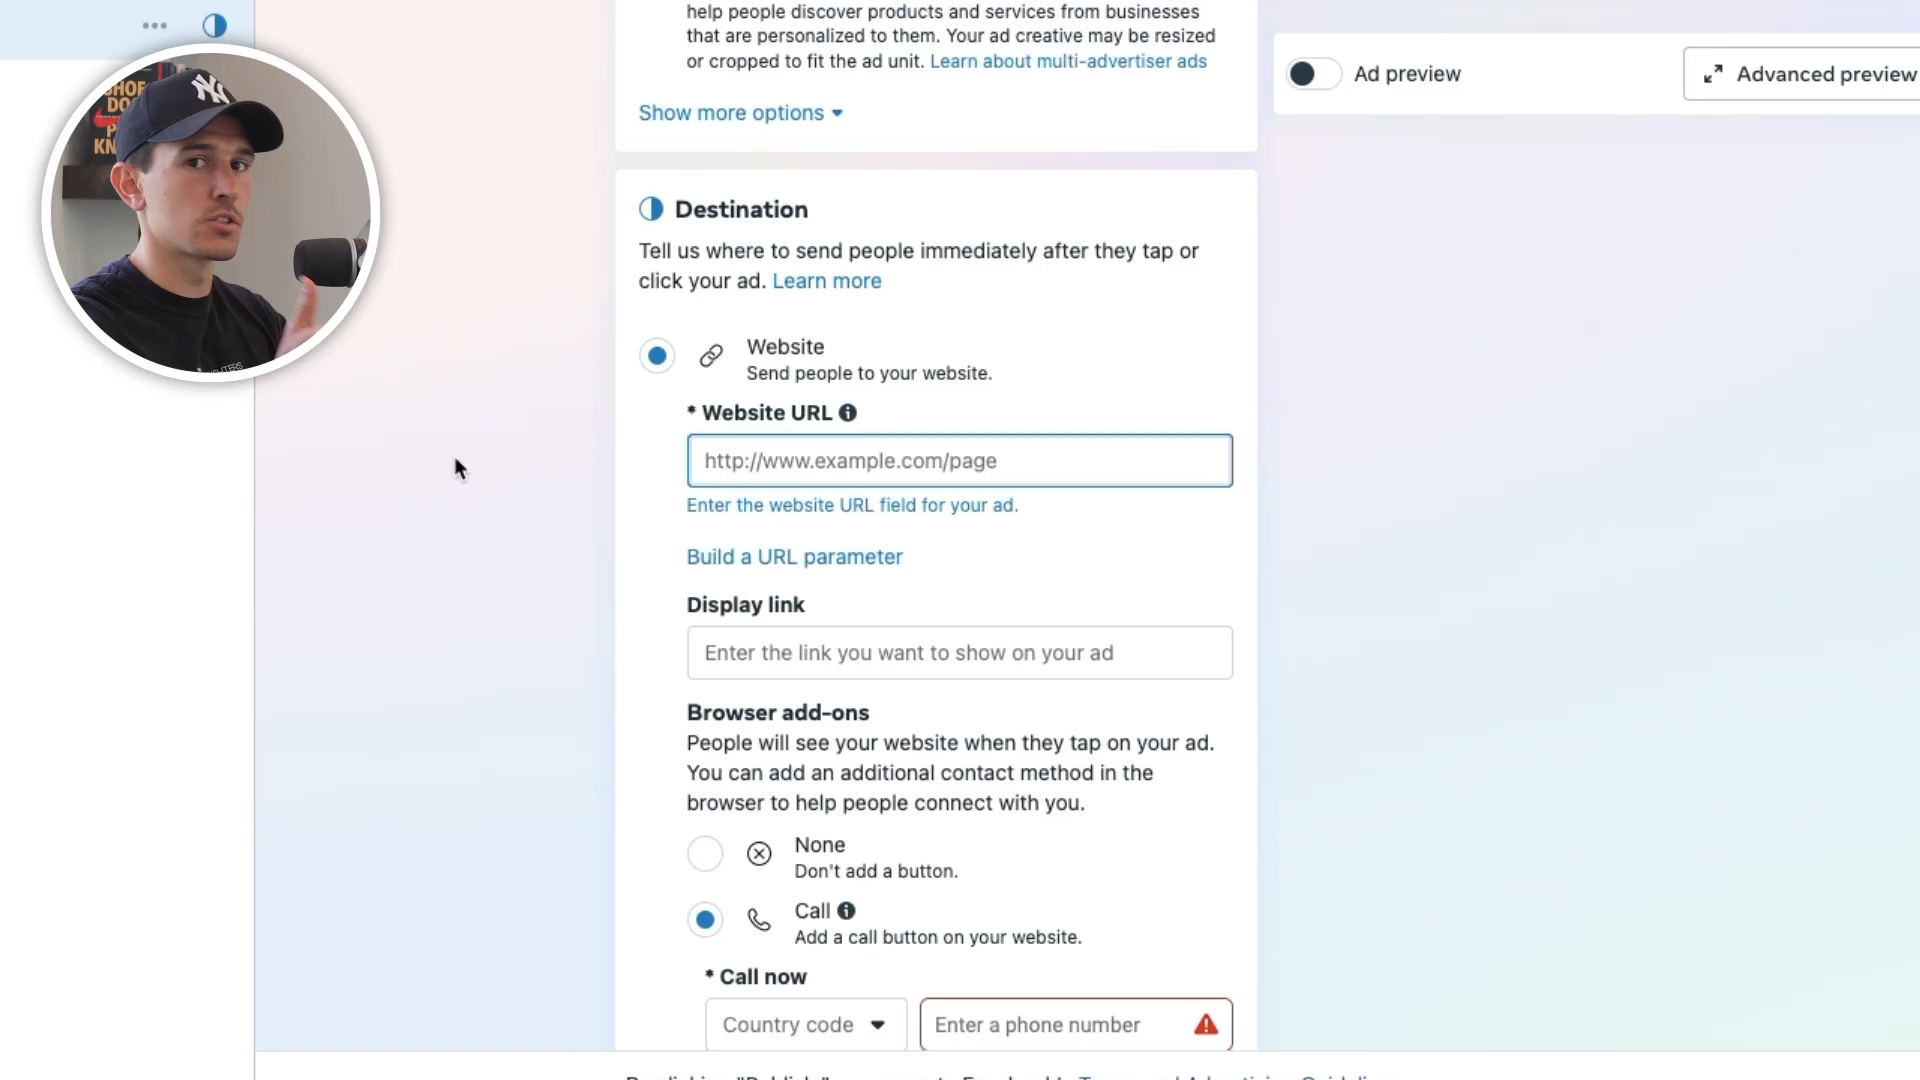 help people discover products and services from businesses
that are personalized to them. Your ad creative may be resized
or cropped to fit the ad unit. Learn about multi-advertiser ads
Show more options
Ad preview
Advanced preview
SHOE
DOG
NY
Destination
Tell us where to send people immediately after they tap or
click your ad. Learn more
Website
Send people to your website.
* Website URL
http://www.example.com/page
Enter the website URL field for your ad.
Build a URL parameter
Display link
Enter the link you want to show on your ad
Browser add-ons
People will see your website when they tap on your ad.
You can add an additional contact method in the
browser to help people connect with you.
None
Don't add a button.
Call
Add a call button on your website.
* Call now
Country code
Enter a phone number